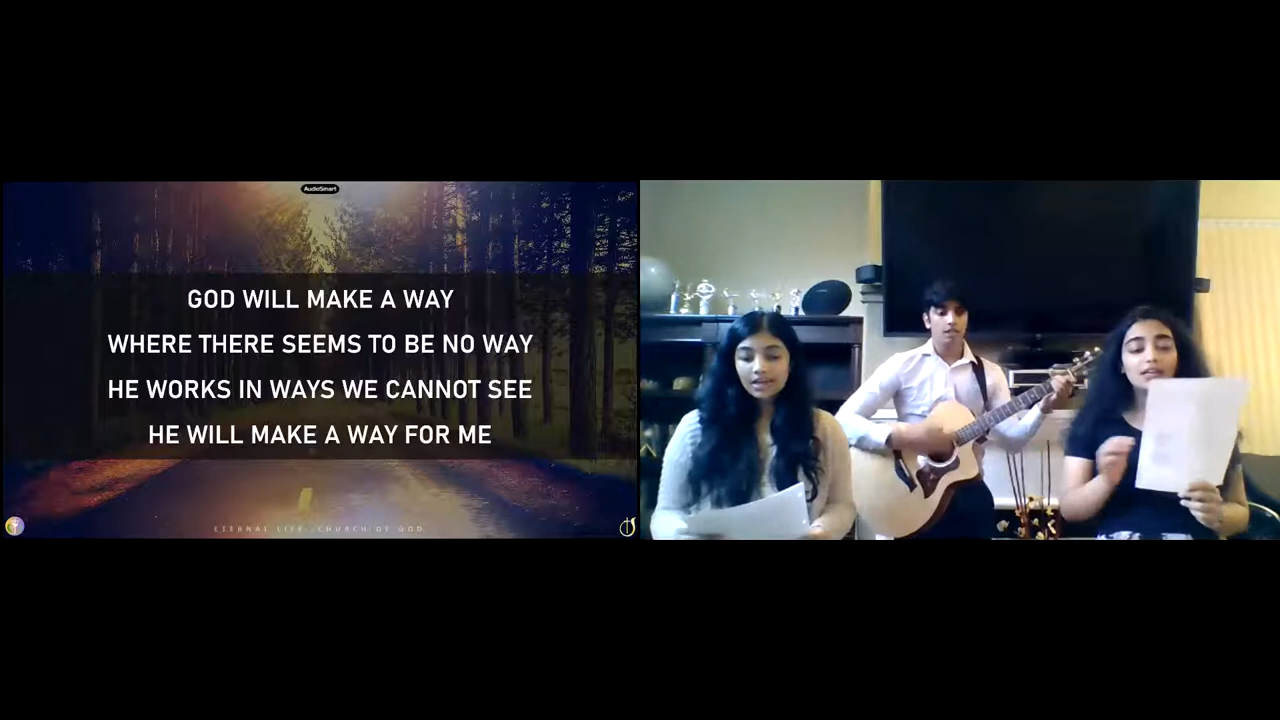 AudioSmart
GOD WILL MAKE A WAY
WHERE THERE SEEMS TO BE NO WAY
HE WORKS IN WAYS WE CANNOT SEE
HE WILL MAKE A WAY FOR ME
ETERNAL LIFE CHURCH OF GOD